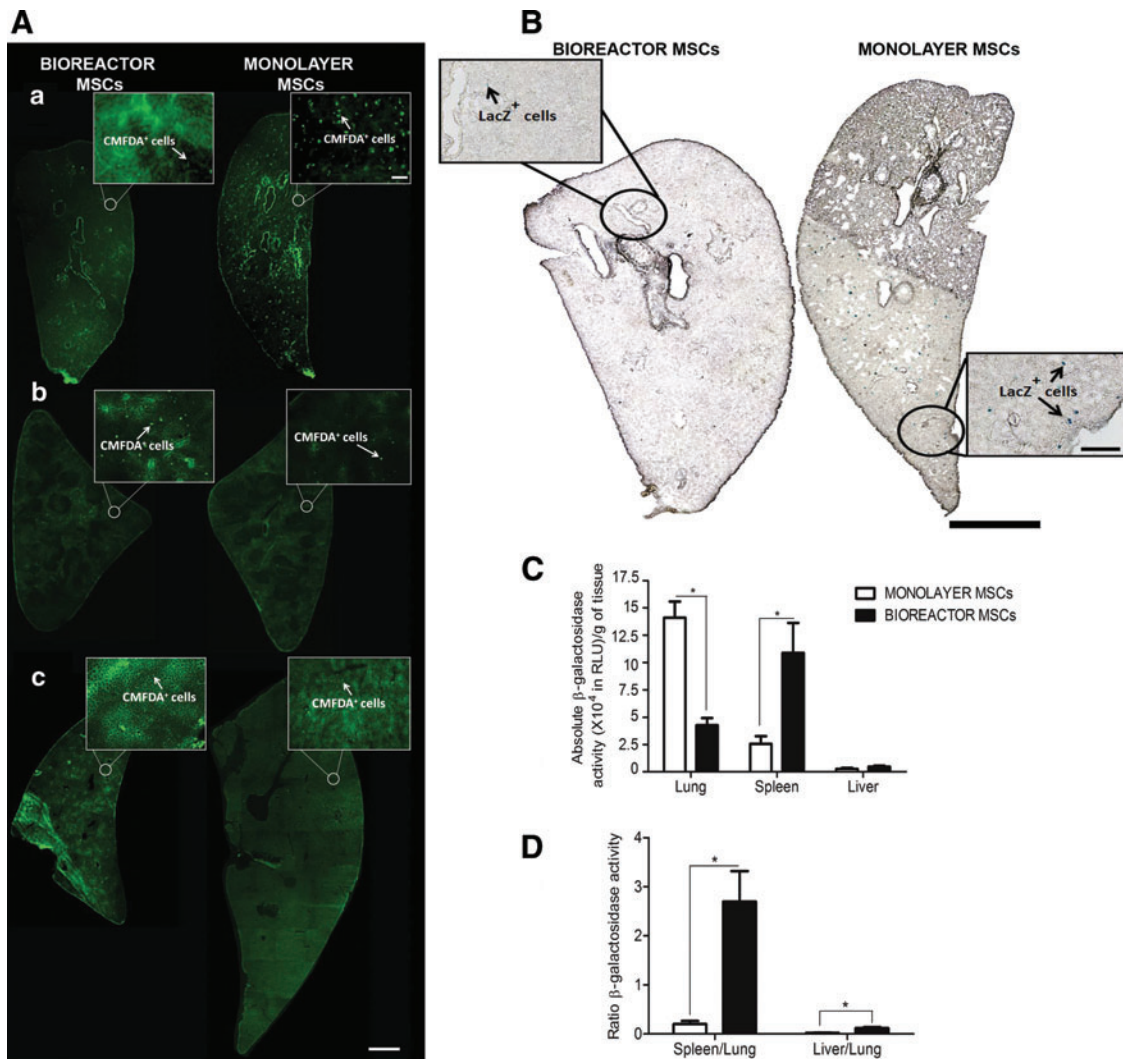 A
BIOREACTOR
MSCs
MONOLAYER
MSCs
a
CMFDA⁺ cells
CMFDA⁺ cells
b
CMFDA⁺ cells
CMFDA⁺ cells
c
CMFDA⁺ cells
CMFDA⁺ cells
B
BIOREACTOR MSCs
MONOLAYER MSCs
LacZ⁺ cells
LacZ⁺ cells
C
Absolute β-galactosidase
activity (X10⁴ in RLU)/g of tissue
17.5
15
12.5
10
7.5
5
2.5
0
*
*
Lung
Spleen
Liver
MONOLAYER MSCs
BIOREACTOR MSCs
D
Ratio β-galactosidase activity
4
3
2
1
0
*
*
Spleen/Lung
Liver/Lung